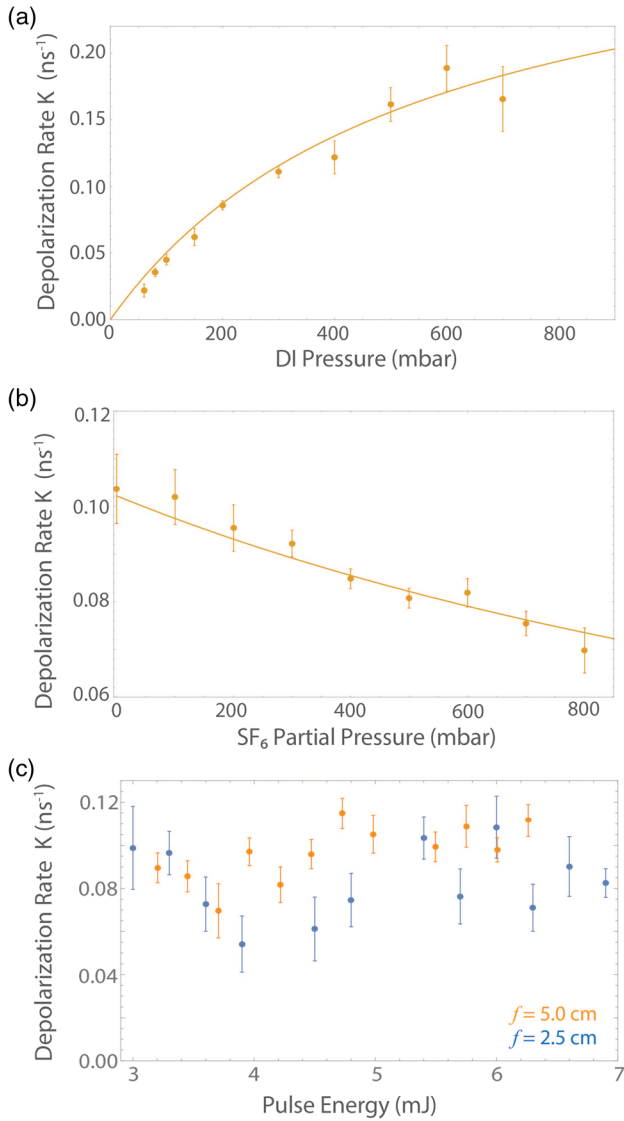 (a)
Depolarization Rate K (ns⁻¹)
0.20
0.15
0.10
0.05
0.00
0
200
400
600
800
DI Pressure (mbar)
(b)
Depolarization Rate K (ns⁻¹)
0.12
0.10
0.08
0.06
0
200
400
600
800
SF₆ Partial Pressure (mbar)
(c)
Depolarization Rate K (ns⁻¹)
0.12
0.08
0.04
0.00
f = 5.0 cm
f = 2.5 cm
3
4
5
6
7
Pulse Energy (mJ)